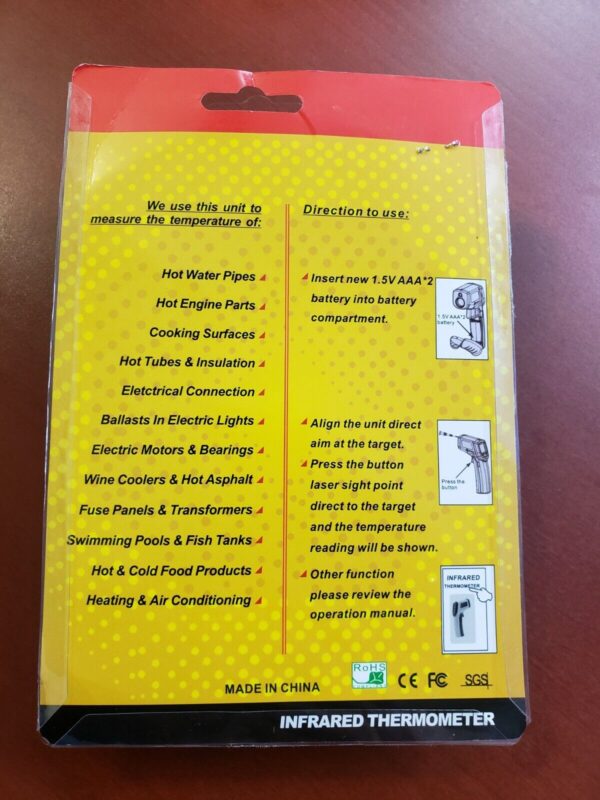 We use this unit to
measure the temperature of:
Hot Water Pipes
Hot Engine Parts
Cooking Surfaces
Hot Tubes & Insulation
Eletctrical Connection
Ballasts In Electric Lights
Electric Motors & Bearings
Wine Coolers & Hot Asphalt
Fuse Panels & Transformers
Swimming Pools & Fish Tanks
Hot & Cold Food Products
Heating & Air Conditioning
Direction to use:
Insert new 1.5V AAA*2
battery into battery
compartment.
1.5V AAA*2
battery
Align the unit direct
aim at the target.
Press the button
laser sight point
direct to the target
and the temperature
reading will be shown.
Press the
button
Other function
please review the
operation manual.
INFRARED
THERMOMETER
MADE IN CHINA
RoHS
CE FC SGS
INFRARED THERMOMETER